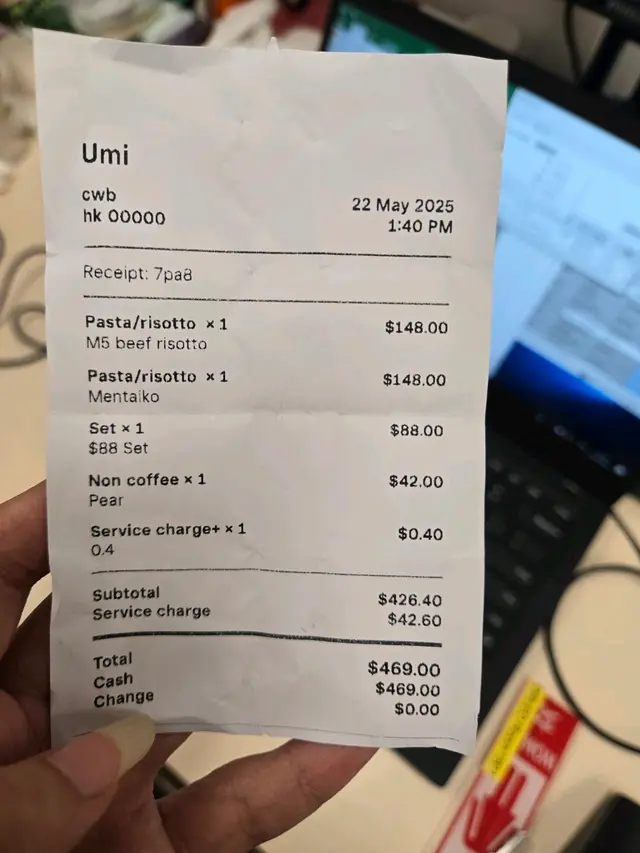 Umi
cwb
hk 00000
22 May 2025
1:40 PM
Receipt: 7pa8
Pasta/risotto × 1 $148.00
M5 beef risotto
Pasta/risotto × 1 $148.00
Mentaiko
Set × 1 $88.00
$88 Set
Non coffee × 1 $42.00
Pear
Service charge+ × 1 $0.40
0.4
Subtotal $426.40
Service charge $42.60
Total $469.00
Cash $469.00
Change $0.00